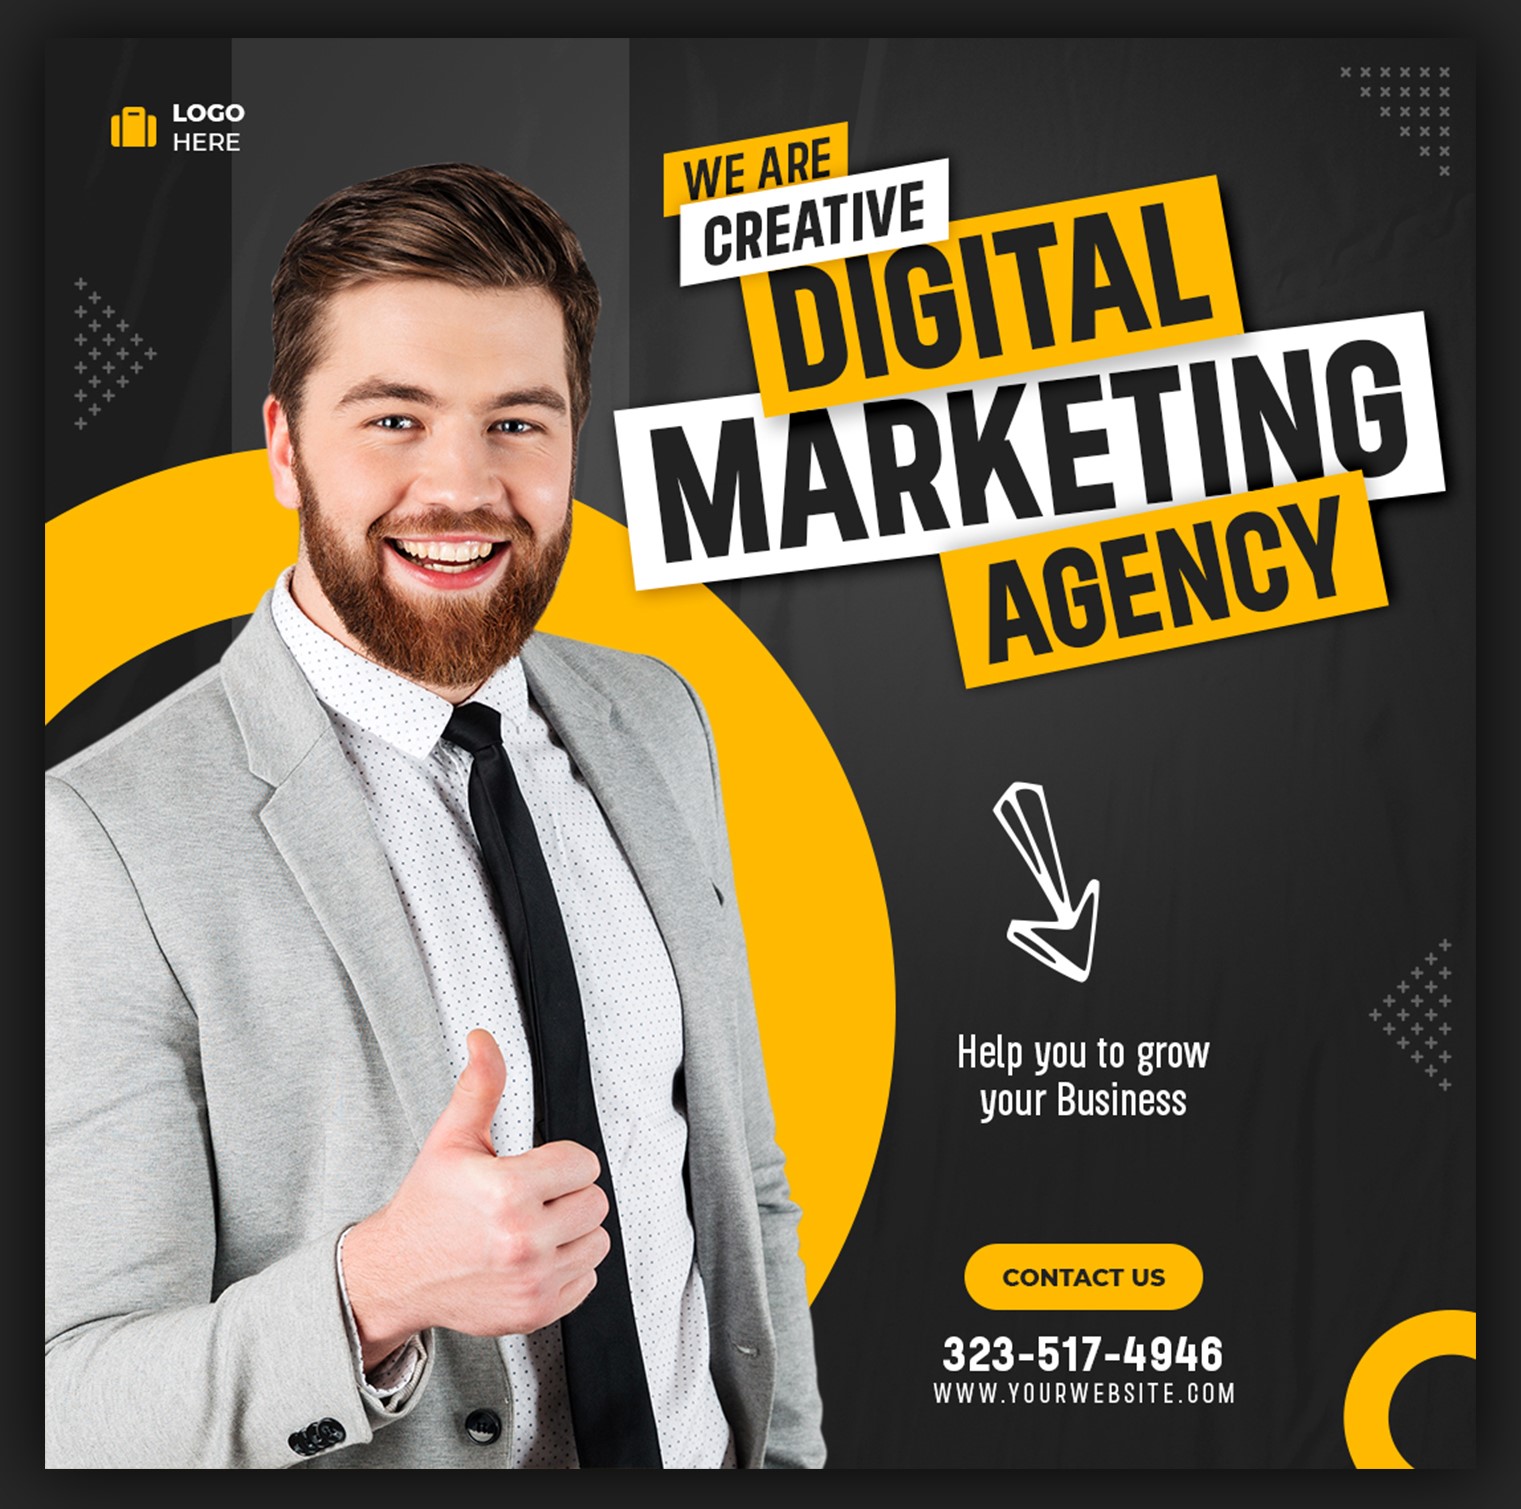 LOGO
HERE
WE ARE
CREATIVE
DIGITAL
MARKETING
AGENCY
Help you to grow
your Business
CONTACT US
323-517-4946
WWW.YOURWEBSITE.COM